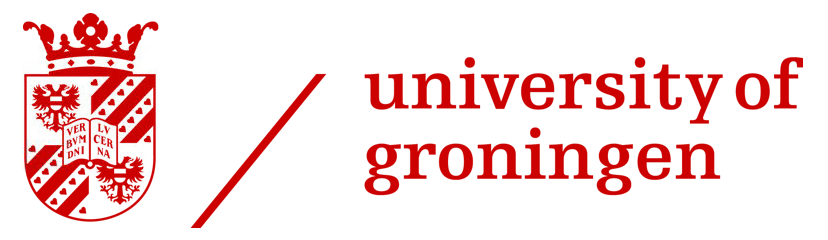 VER LV
BVM CER
DNI NA
university of
groningen